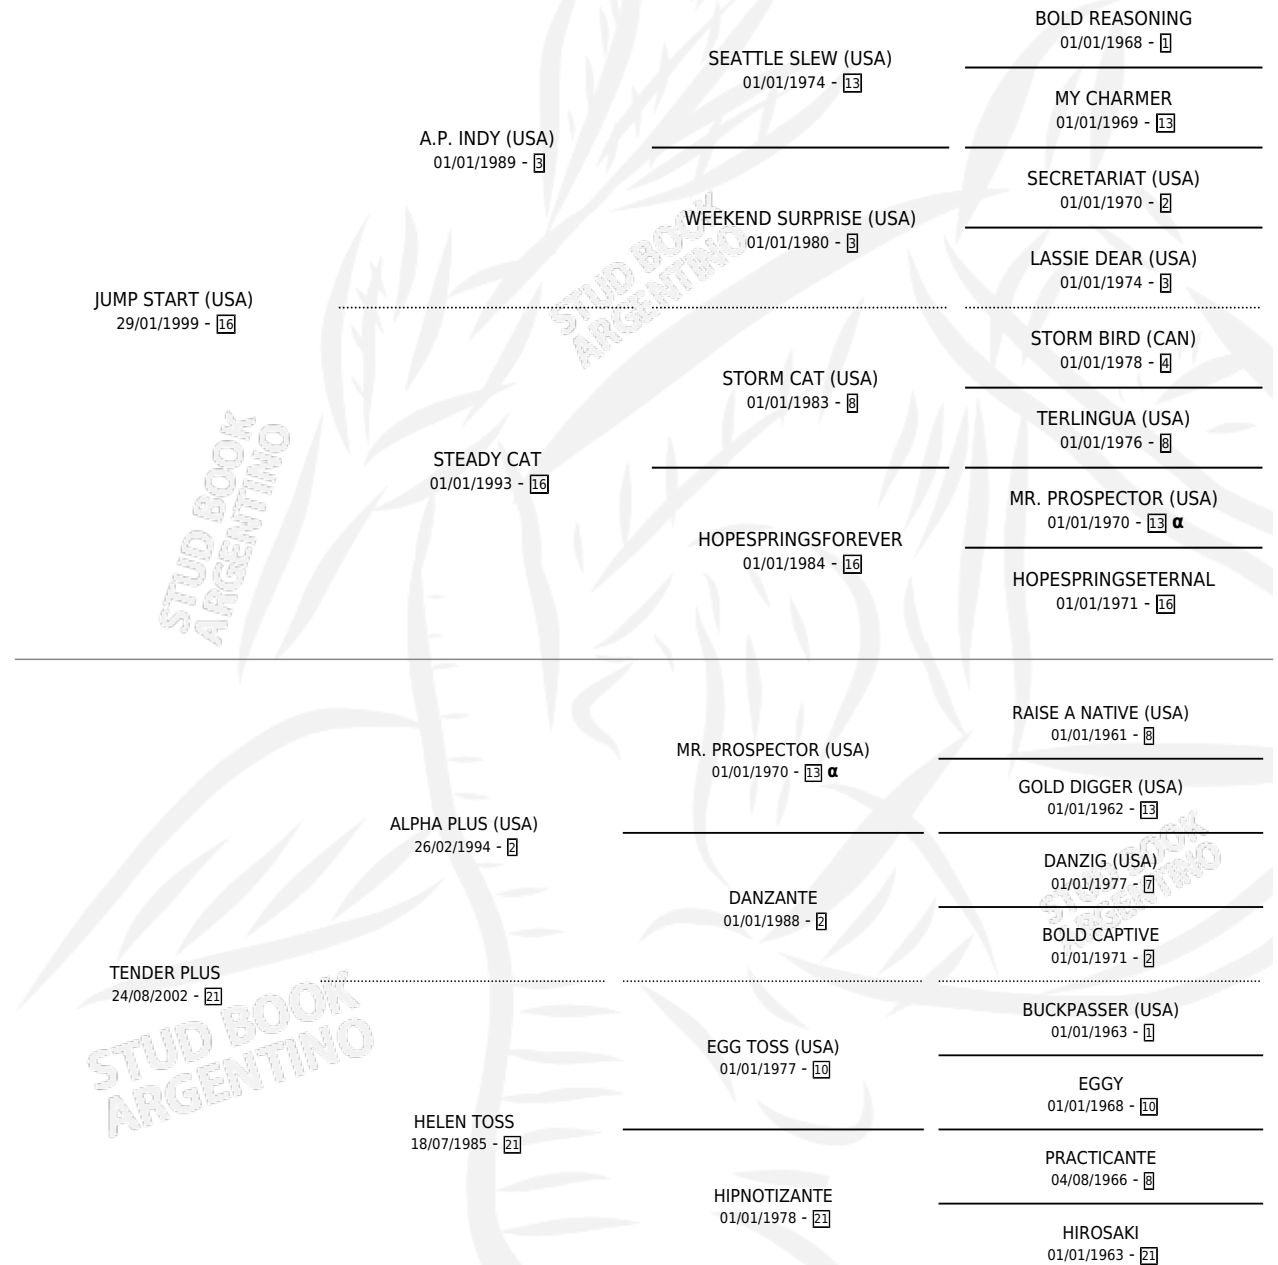 BOLD REASONING
01/01/1968 - 1
SEATTLE SLEW (USA)
01/01/1974 - 13
MY CHARMER
01/01/1969 - 13
A.P. INDY (USA)
01/01/1989 - 3
SECRETARIAT (USA)
01/01/1970 - 2
WEEKEND SURPRISE (USA)
01/01/1980 - 3
LASSIE DEAR (USA)
01/01/1974 - 3
JUMP START (USA)
29/01/1999 - 16
STORM BIRD (CAN)
01/01/1978 - 4
STORM CAT (USA)
01/01/1983 - 8
TERLINGUA (USA)
01/01/1976 - 8
STEADY CAT
01/01/1993 - 16
MR. PROSPECTOR (USA)
01/01/1970 - 13 α
HOPESPRINGSFOREVER
01/01/1984 - 16
HOPESPRINGSETERNAL
01/01/1971 - 16
RAISE A NATIVE (USA)
01/01/1961 - 8
MR. PROSPECTOR (USA)
01/01/1970 - 13 α
GOLD DIGGER (USA)
01/01/1962 - 13
ALPHA PLUS (USA)
26/02/1994 - 2
DANZIG (USA)
01/01/1977 - 7
DANZANTE
01/01/1988 - 2
BOLD CAPTIVE
01/01/1971 - 2
TENDER PLUS
24/08/2002 - 21
BUCKPASSER (USA)
01/01/1963 - 1
EGG TOSS (USA)
01/01/1977 - 10
EGGY
01/01/1968 - 10
HELEN TOSS
18/07/1985 - 21
PRACTICANTE
04/08/1966 - 8
HIPNOTIZANTE
01/01/1978 - 21
HIROSAKI
01/01/1963 - 21
STUD BOOK
ARGENTINO
STUD BOOK
ARGENTINO
STUD BOOK
ARGENTINO
STUD BOOK
ARGENTINO